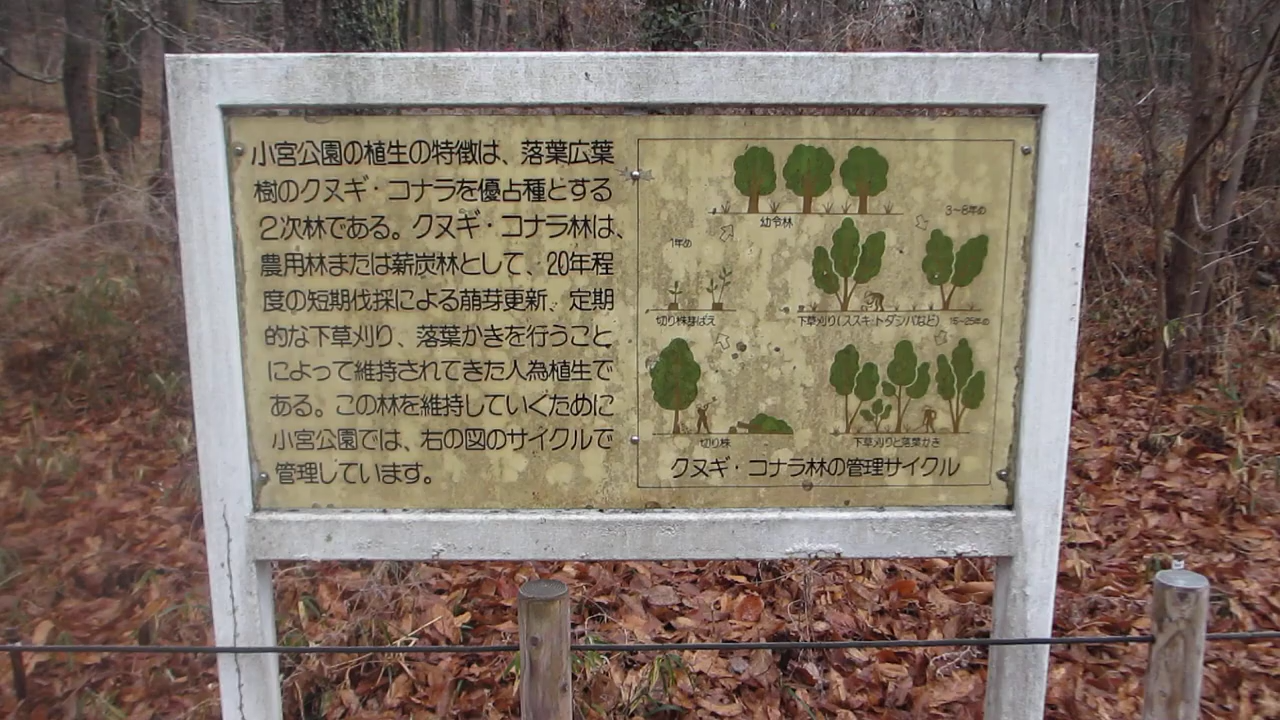 小宮公園の植生の特徴は、落葉広葉
樹のクヌギ・コナラを優占種とする
2次林である。クヌギ・コナラ林は、
農用林または薪炭林として、20年程
度の短期伐採による萠芽更新、定期
的な下草刈り、落葉かきを行うこと
によって維持されてきた人為植生で
ある。この林を維持していくために
小宮公園では、右の図のサイクルで
管理しています。
幼令林
3~8年め
1年め
切り株芽ばえ
下草刈り(ススキ・トダシバなど)
15~25年め
切り株
下草刈りと落葉かき
クヌギ・コナラ林の管理サイクル